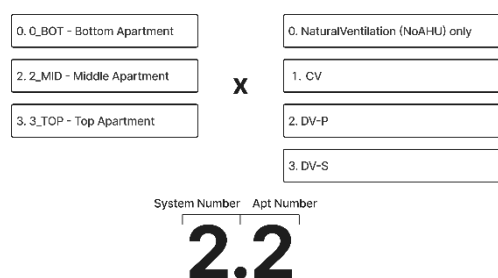 0. 0_BOT - Bottom Apartment
2. 2_MID - Middle Apartment
3. 3_TOP - Top Apartment
x
0. NaturalVentilation (NoAHU) only
1. CV
2. DV-P
3. DV-S
System Number Apt Number
2.2